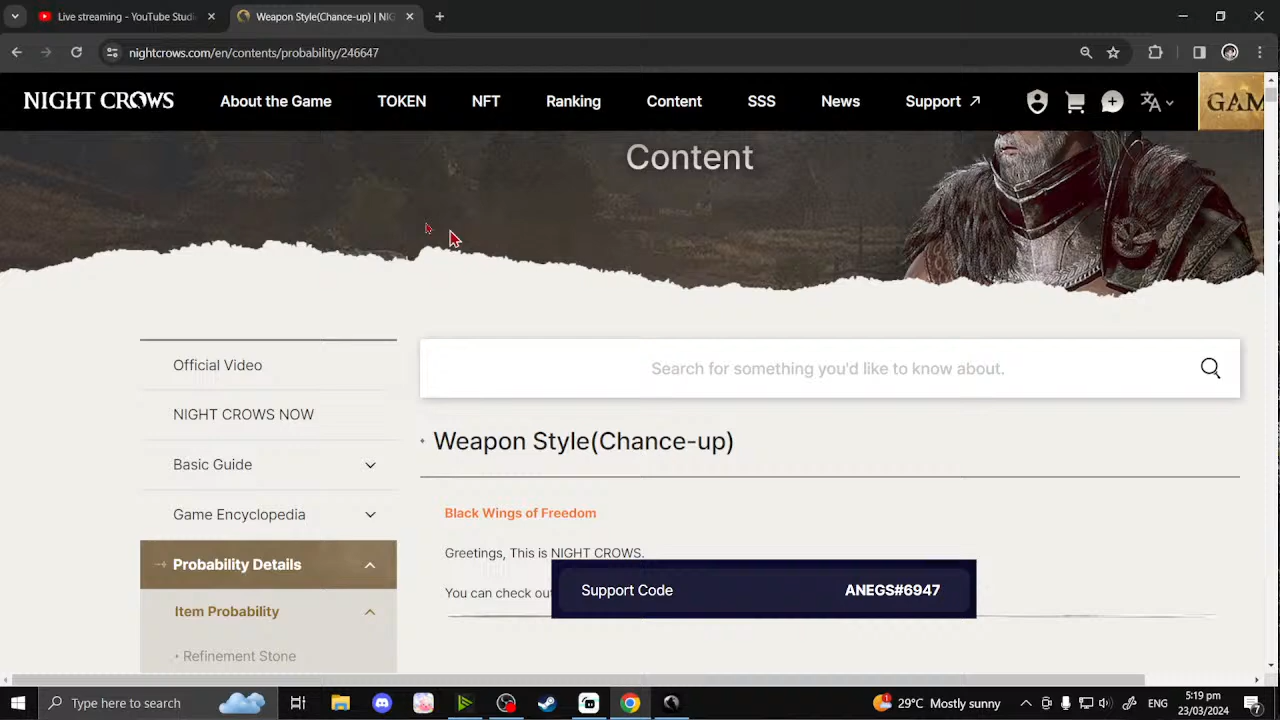 Live streaming - YouTube Studi
Weapon Style(Chance-up) | NIG
nightcrows.com/en/contents/probability/246647
NIGHT CROWS
About the Game
TOKEN
NFT
Ranking
Content
SSS
News
Support
GAM
Content
Official Video
NIGHT CROWS NOW
Basic Guide
Game Encyclopedia
Probability Details
Item Probability
• Refinement Stone
Search for something you'd like to know about.
Weapon Style(Chance-up)
Black Wings of Freedom
Greetings, This is NIGHT CROWS.
You can check ou
Support Code
ANEGS#6947
Type here to search
29°C Mostly sunny
ENG
5:19 pm
23/03/2024
7